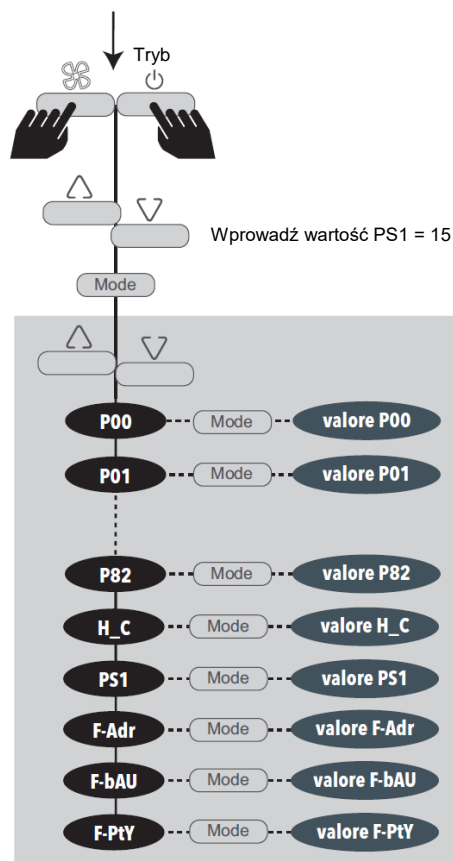 Tryb
Wprowadź wartość PS1 = 15
Mode
P00 Mode valore P00
P01 Mode valore P01
P82 Mode valore P82
H_C Mode valore H_C
PS1 Mode valore PS1
F-Adr Mode valore F-Adr
F-bAU Mode valore F-bAU
F-PtY Mode valore F-PtY